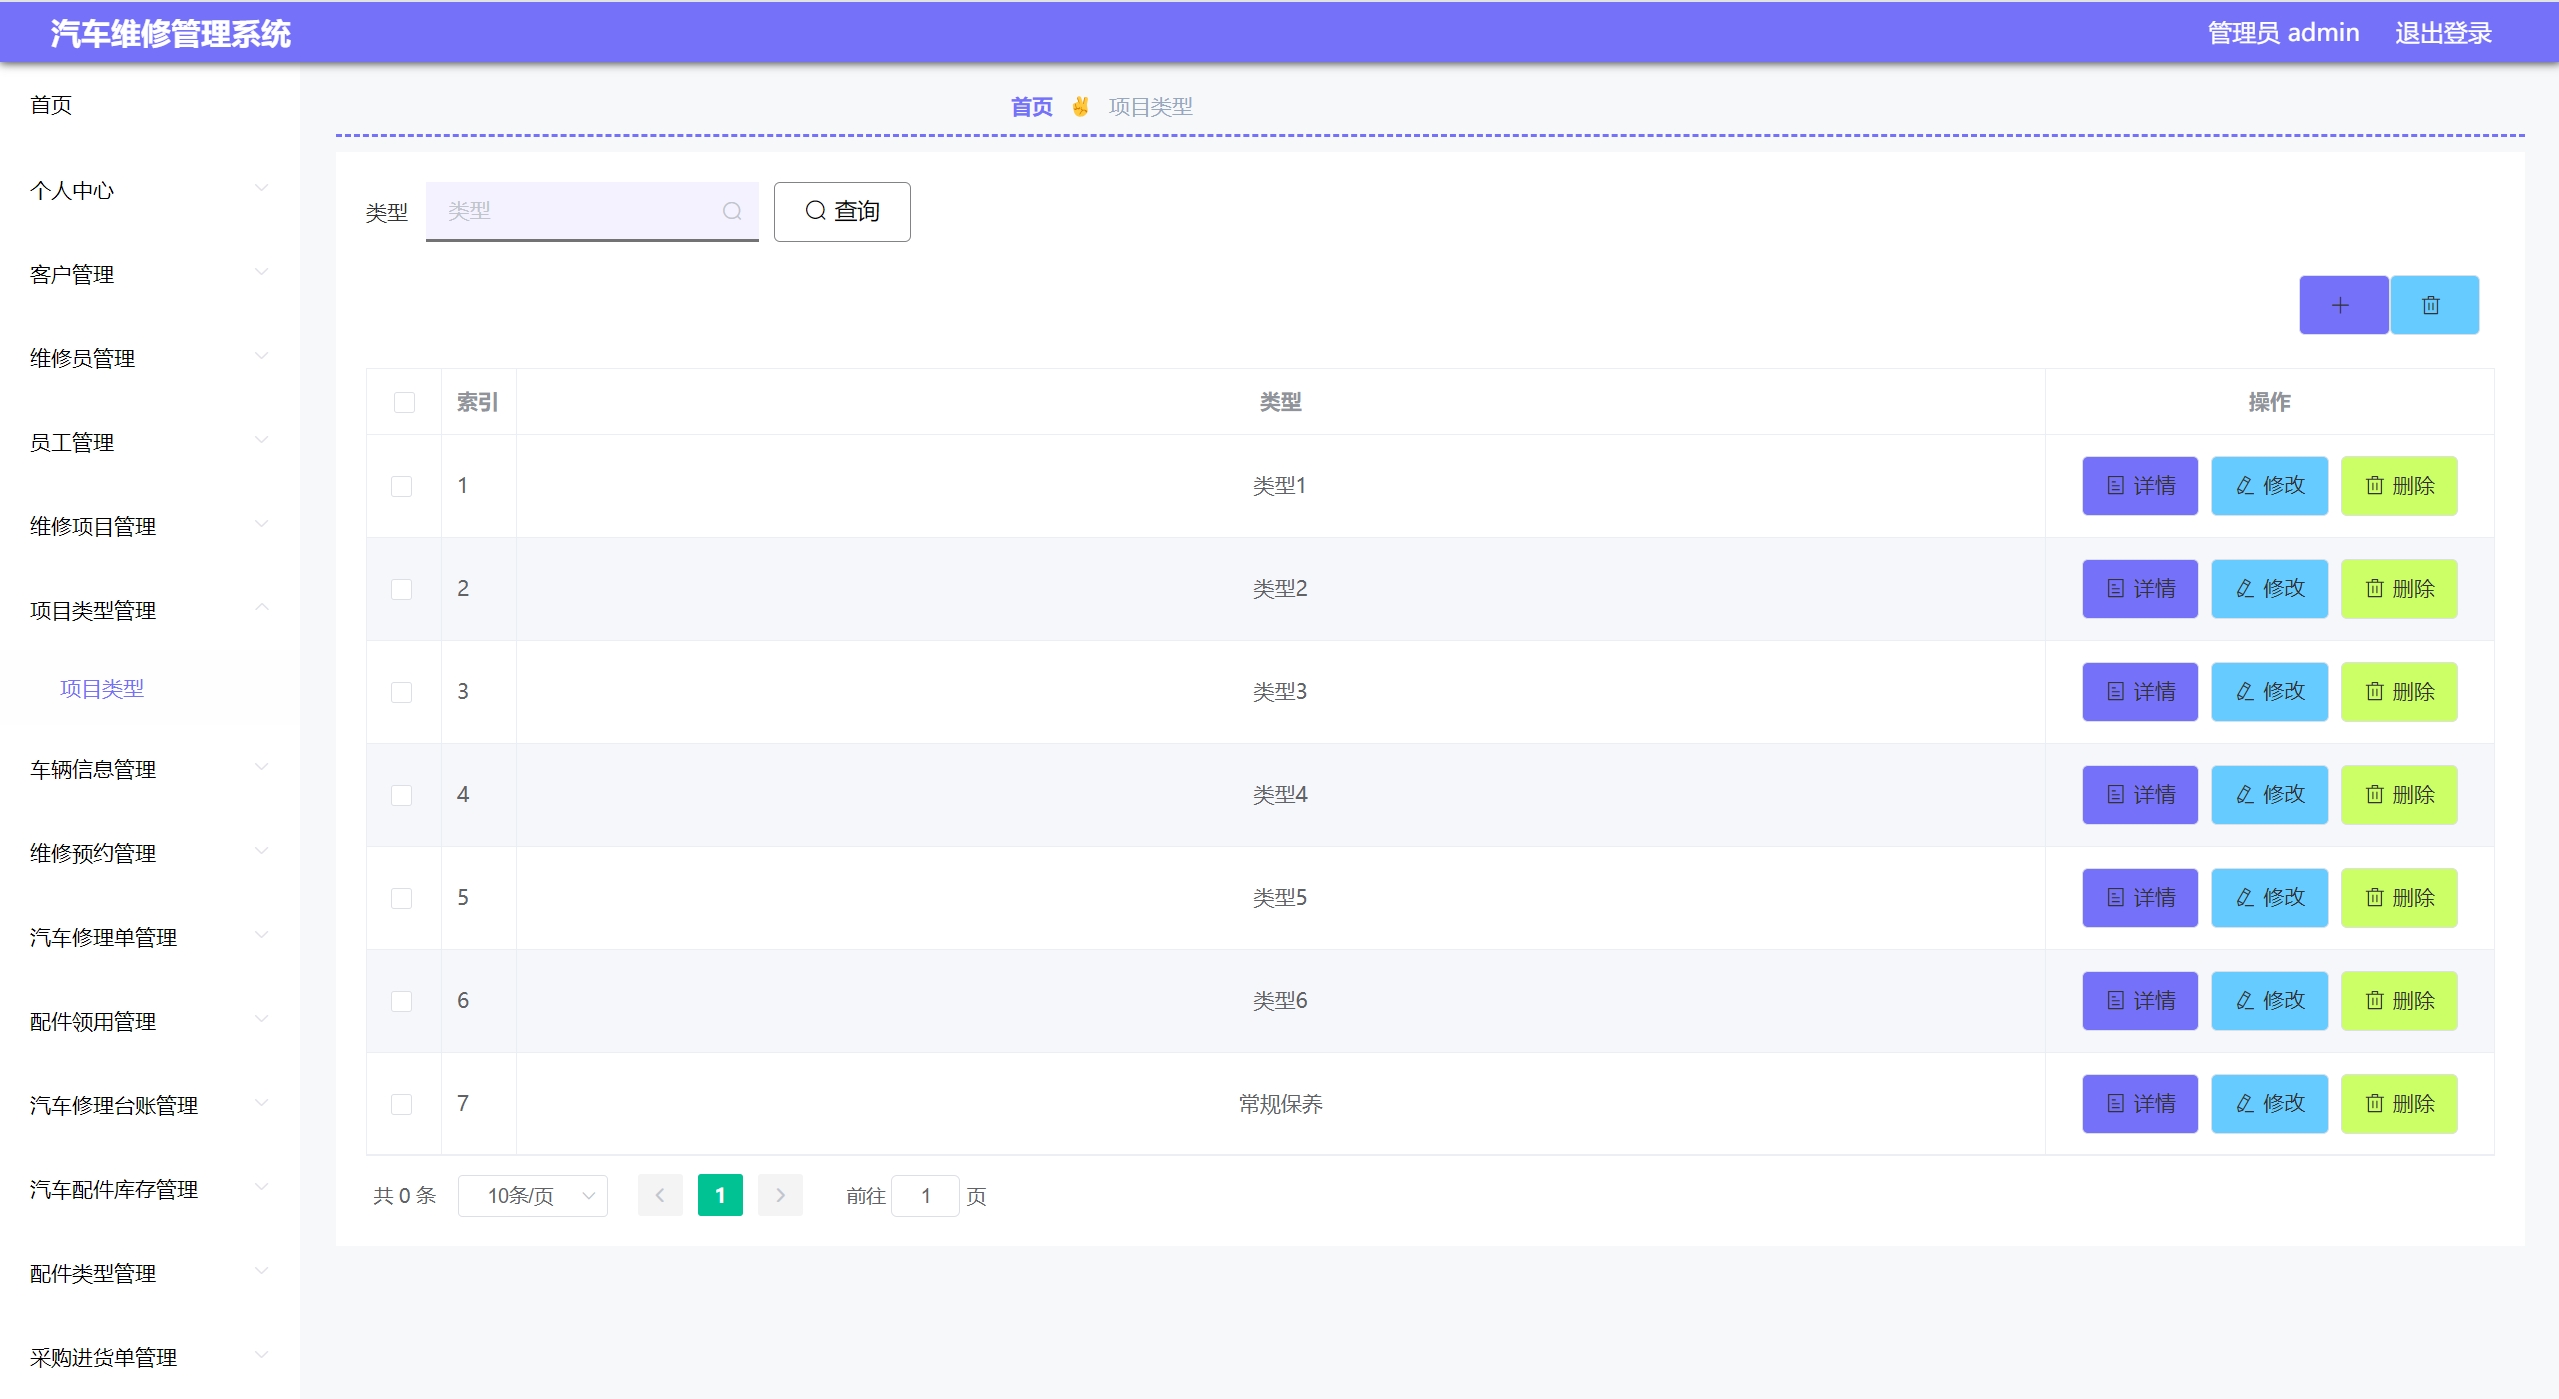 汽车维修管理系统
管理员 admin 退出登录
首页
个人中心
客户管理
维修员管理
员工管理
维修项目管理
项目类型管理
项目类型
车辆信息管理
维修预约管理
汽车修理单管理
配件领用管理
汽车修理台账管理
汽车配件库存管理
配件类型管理
采购进货单管理
首页 ✌ 项目类型
类型 类型 查询
索引 类型 操作
1 类型1 详情 修改 删除
2 类型2 详情 修改 删除
3 类型3 详情 修改 删除
4 类型4 详情 修改 删除
5 类型5 详情 修改 删除
6 类型6 详情 修改 删除
7 常规保养 详情 修改 删除
共 0 条 10条/页 1 前往 1 页